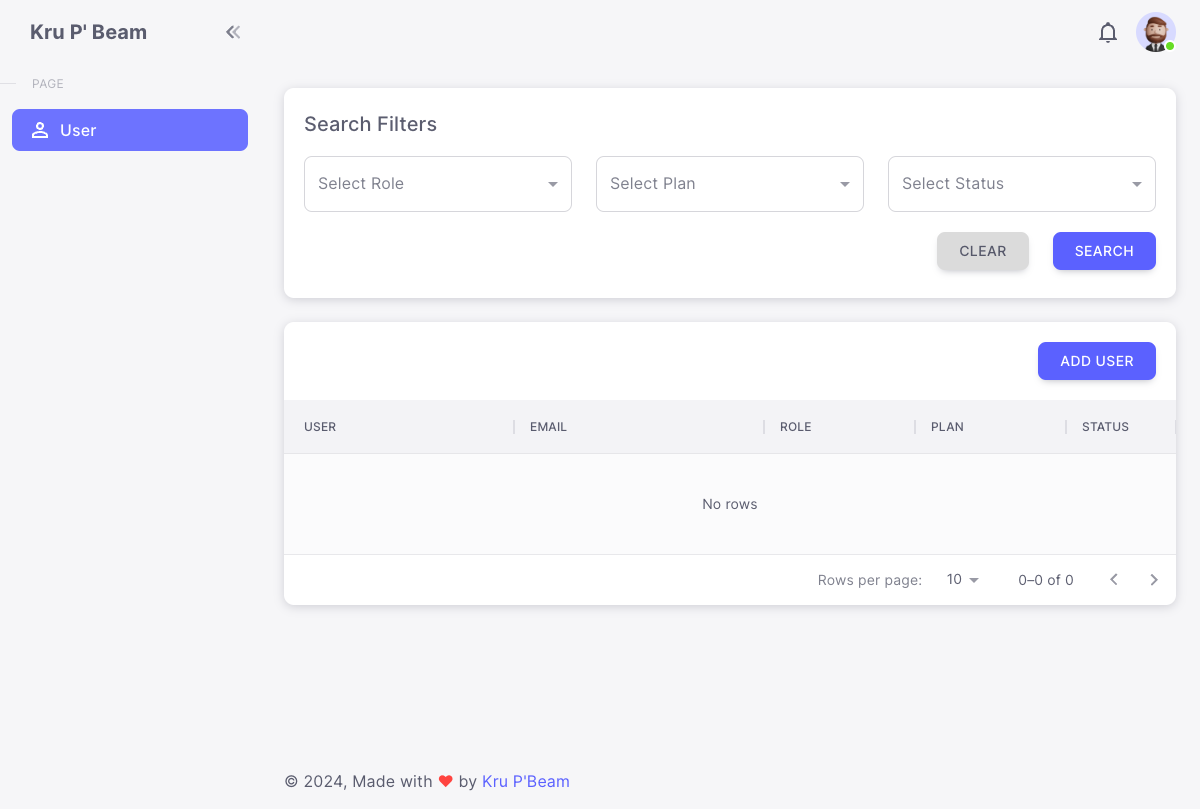 Kru P' Beam
PAGE
User
Search Filters
Select Role
Select Plan
Select Status
CLEAR
SEARCH
ADD USER
USER EMAIL ROLE PLAN STATUS
No rows
Rows per page: 10 0–0 of 0
© 2024, Made with ❤ by Kru P'Beam